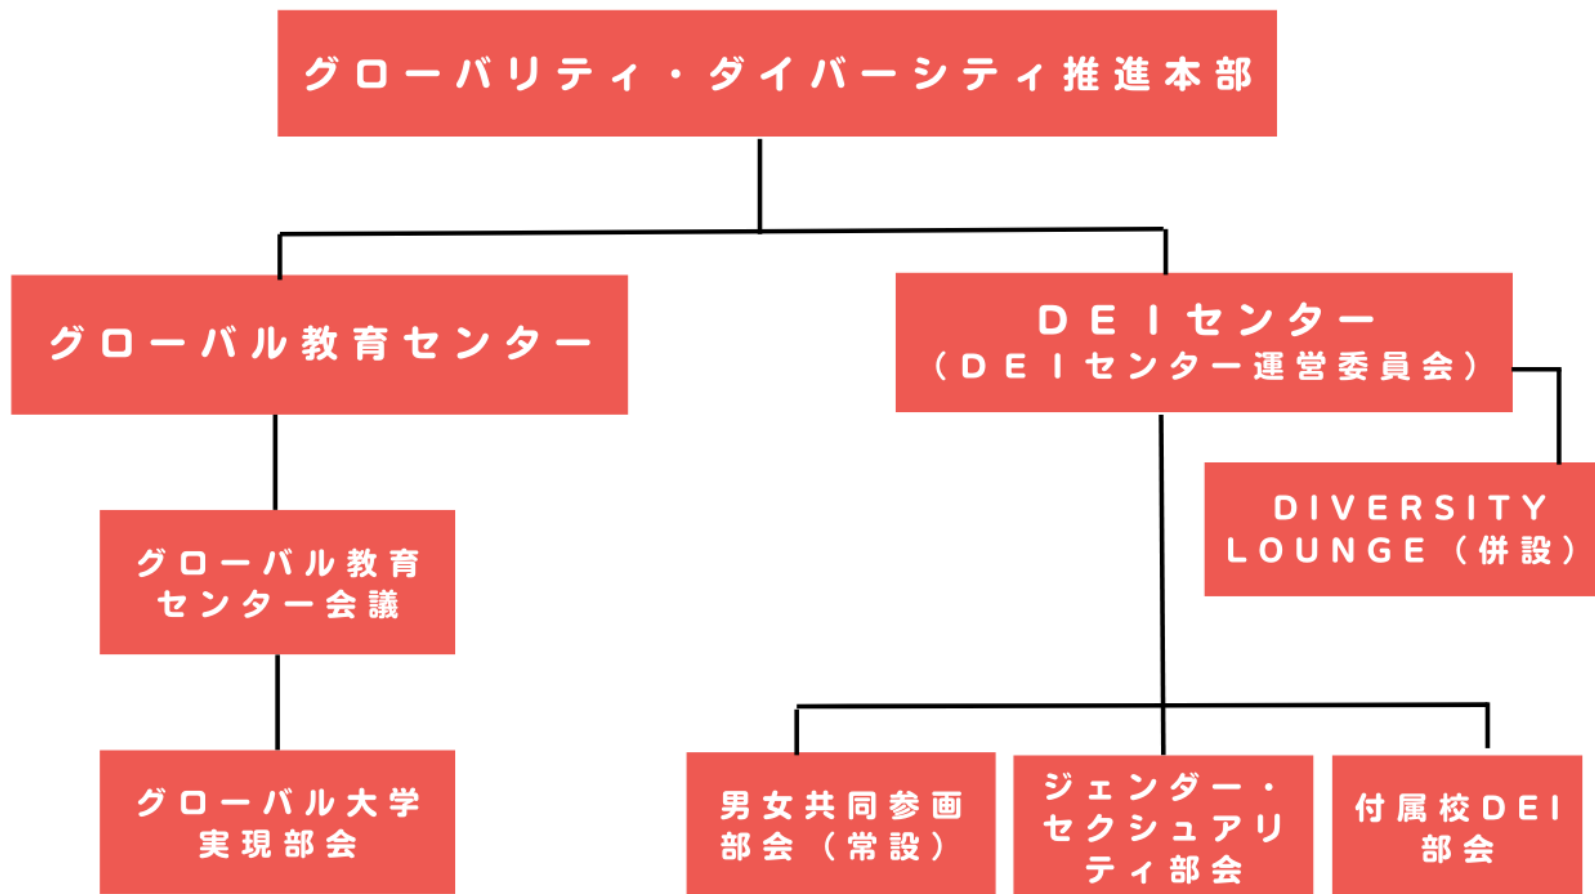 グローバリティ・ダイバーシティ推進本部
グローバル教育センター
DEIセンター
（DEIセンター運営委員会）
DIVERSITY
LOUNGE（併設）
グローバル教育
センター会議
グローバル大学
実現部会
男女共同参画
部会（常設）
ジェンダー・
セクシュアリ
ティ部会
付属校DEI
部会